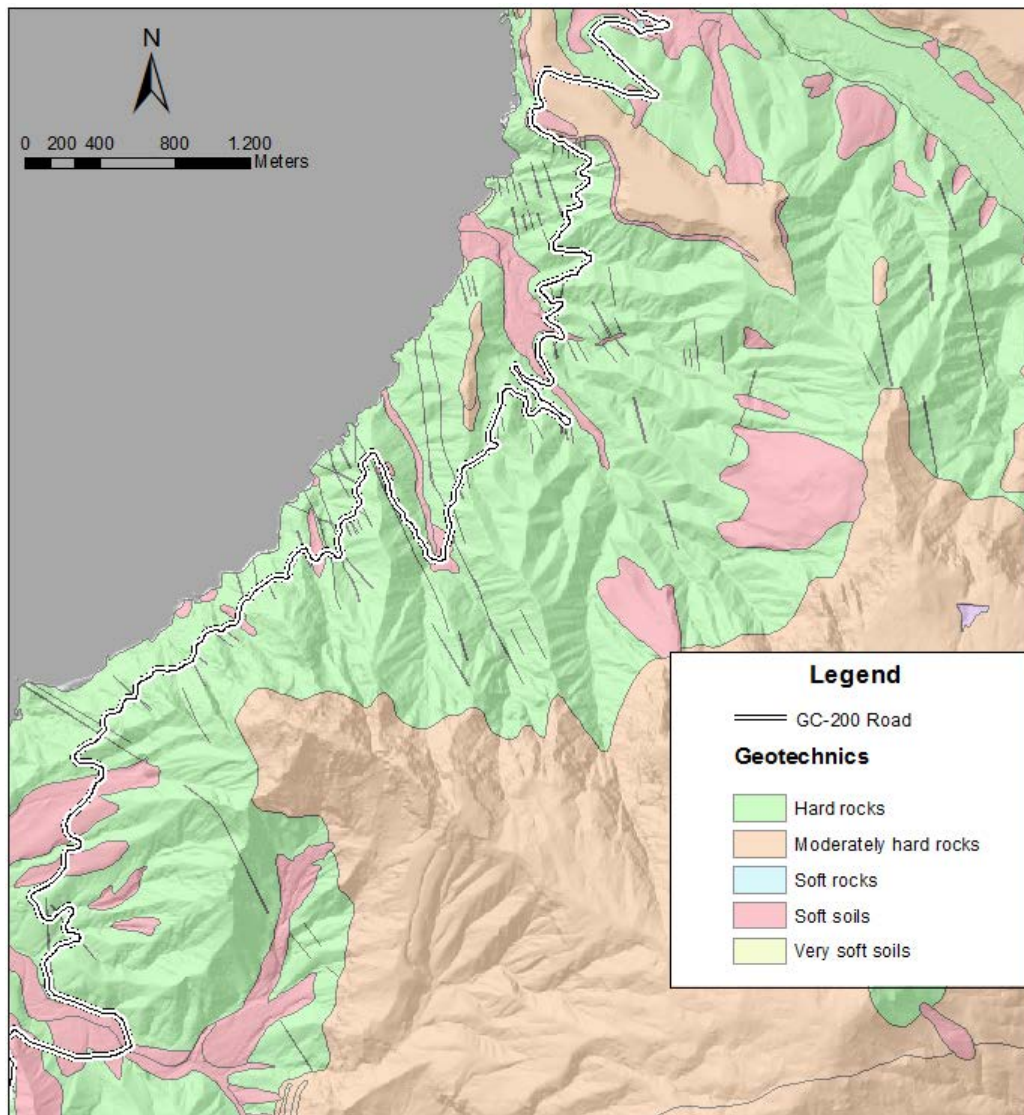 N
0 200 400 800 1.200
Meters
Legend
GC-200 Road
Geotechnics
Hard rocks
Moderately hard rocks
Soft rocks
Soft soils
Very soft soils